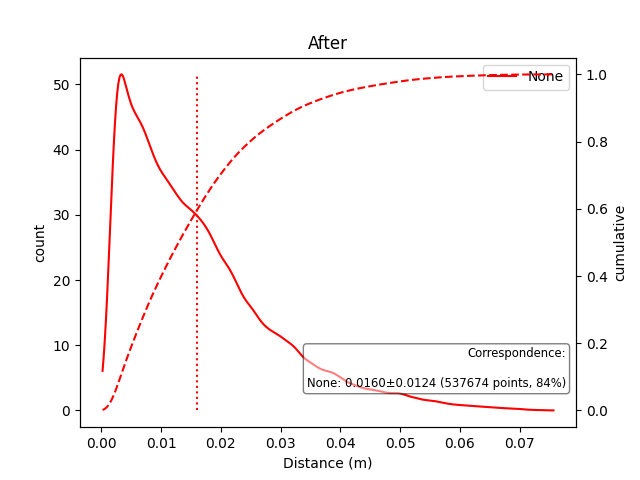 After
None
count
50
40
30
20
10
0
1.0
0.8
0.6
0.4
0.2
0.0
cumulative
Correspondence:
None: 0.0160±0.0124 (537674 points, 84%)
0.00 0.01 0.02 0.03 0.04 0.05 0.06 0.07
Distance (m)